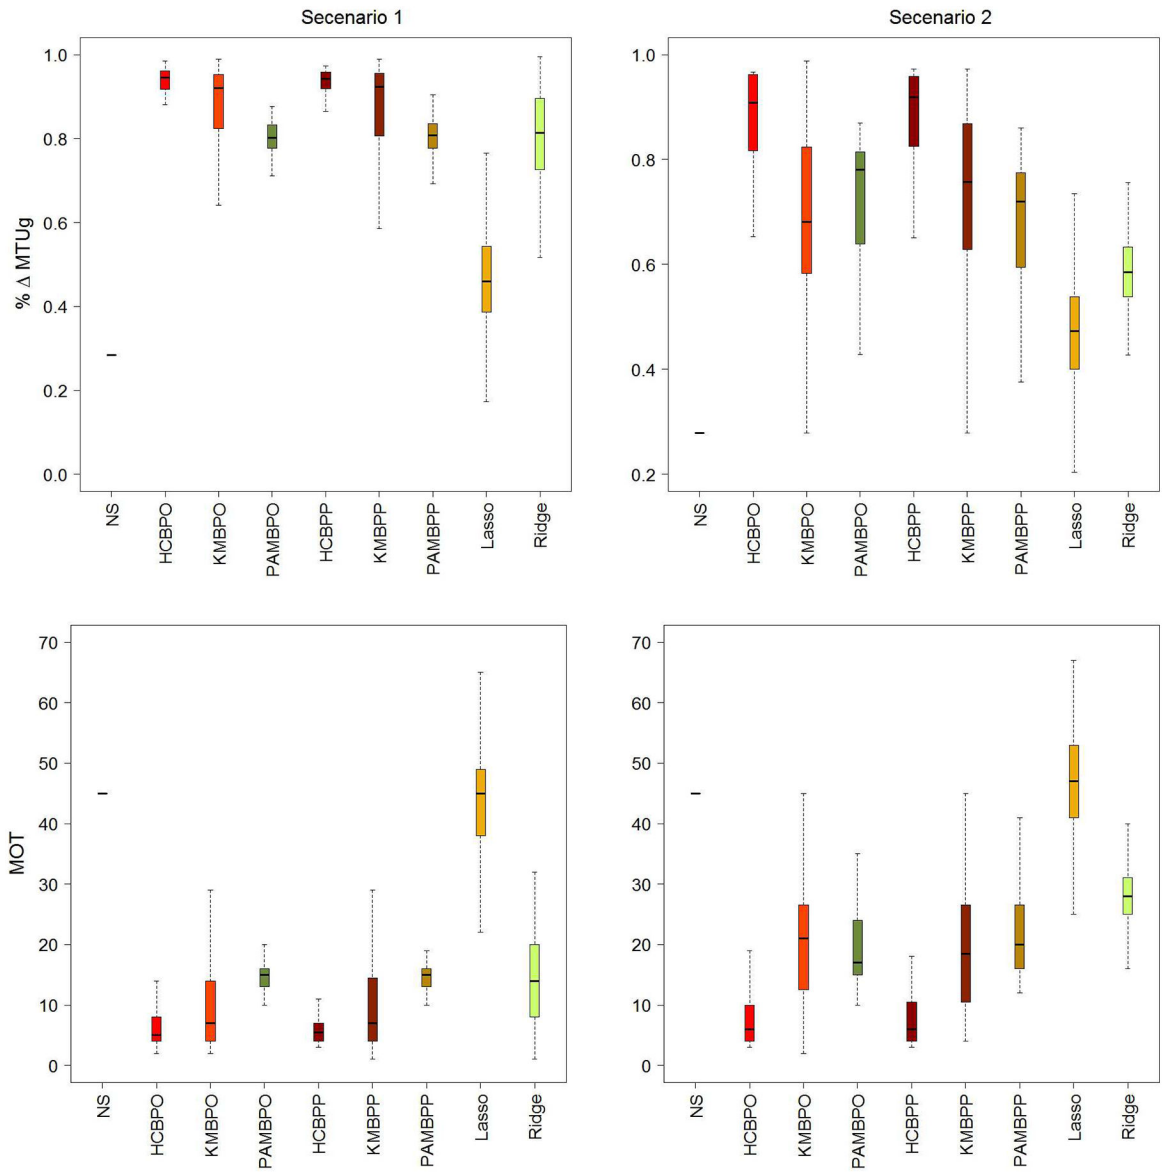 Secenario 1
Secenario 2
% Δ MTUg
1.0
0.8
0.6
0.4
0.2
0.0
NS
HCBPO
KMBPO
PAMBPO
HCBPP
KMBPP
PAMBPP
Lasso
Ridge
1.0
0.8
0.6
0.4
0.2
NS
HCBPO
KMBPO
PAMBPO
HCBPP
KMBPP
PAMBPP
Lasso
Ridge
MOT
70
60
50
40
30
20
10
0
NS
HCBPO
KMBPO
PAMBPO
HCBPP
KMBPP
PAMBPP
Lasso
Ridge
70
60
50
40
30
20
10
0
NS
HCBPO
KMBPO
PAMBPO
HCBPP
KMBPP
PAMBPP
Lasso
Ridge